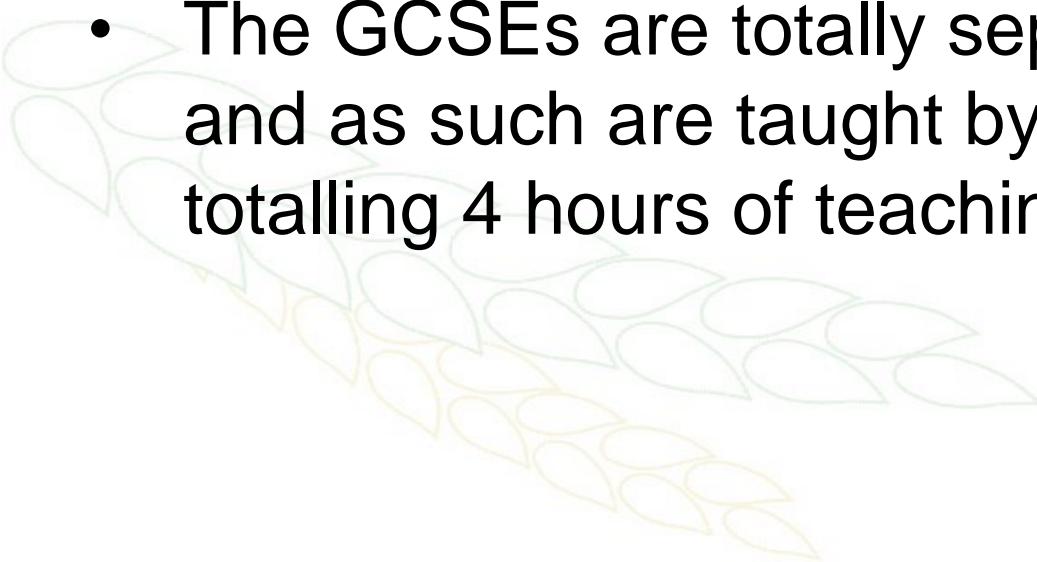 • The GCSEs are totally
and as such are taught by
totalling 4 hours of